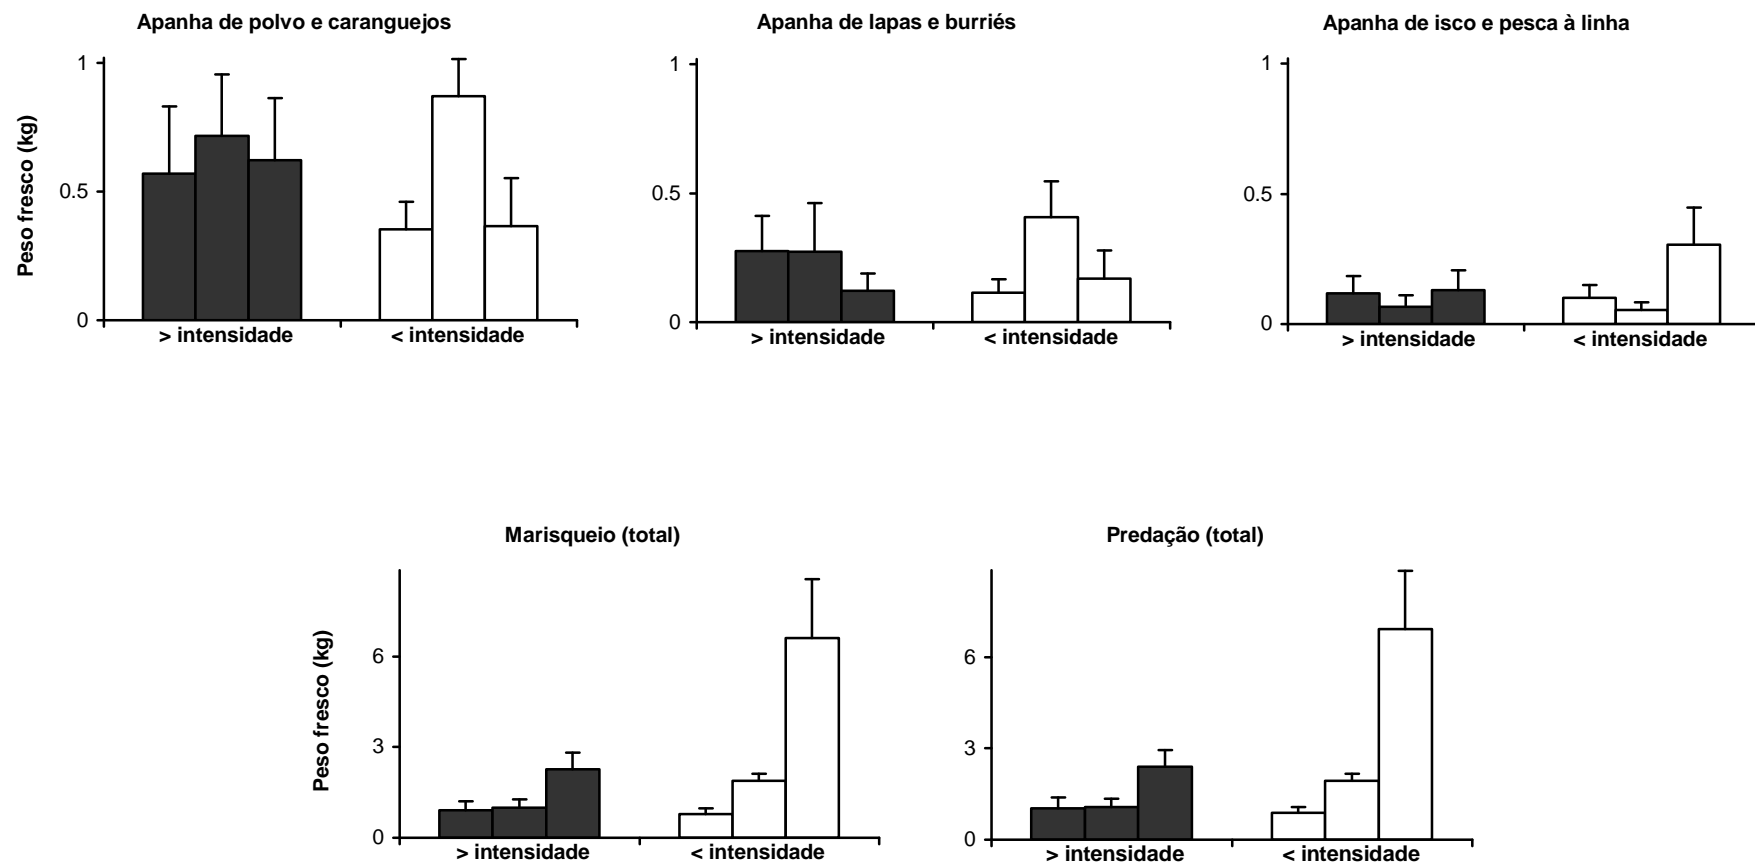 Apanha de polvo e caranguejos
Apanha de lapas e burriés
Apanha de isco e pesca à linha
Peso fresco (kg)
1
0.5
0
> intensidade
< intensidade
1
0.5
0
> intensidade
< intensidade
1
0.5
0
> intensidade
< intensidade
Marisqueio (total)
Predação (total)
Peso fresco (kg)
6
3
0
> intensidade
< intensidade
6
3
0
> intensidade
< intensidade